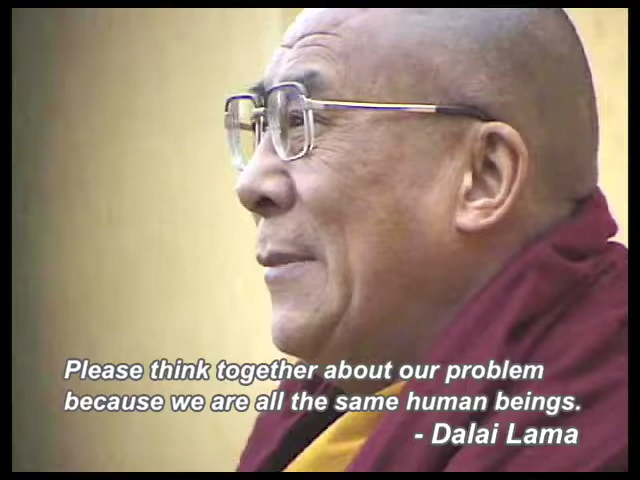 Please think together about our problem
because we are all the same human beings.
- Dalai Lama